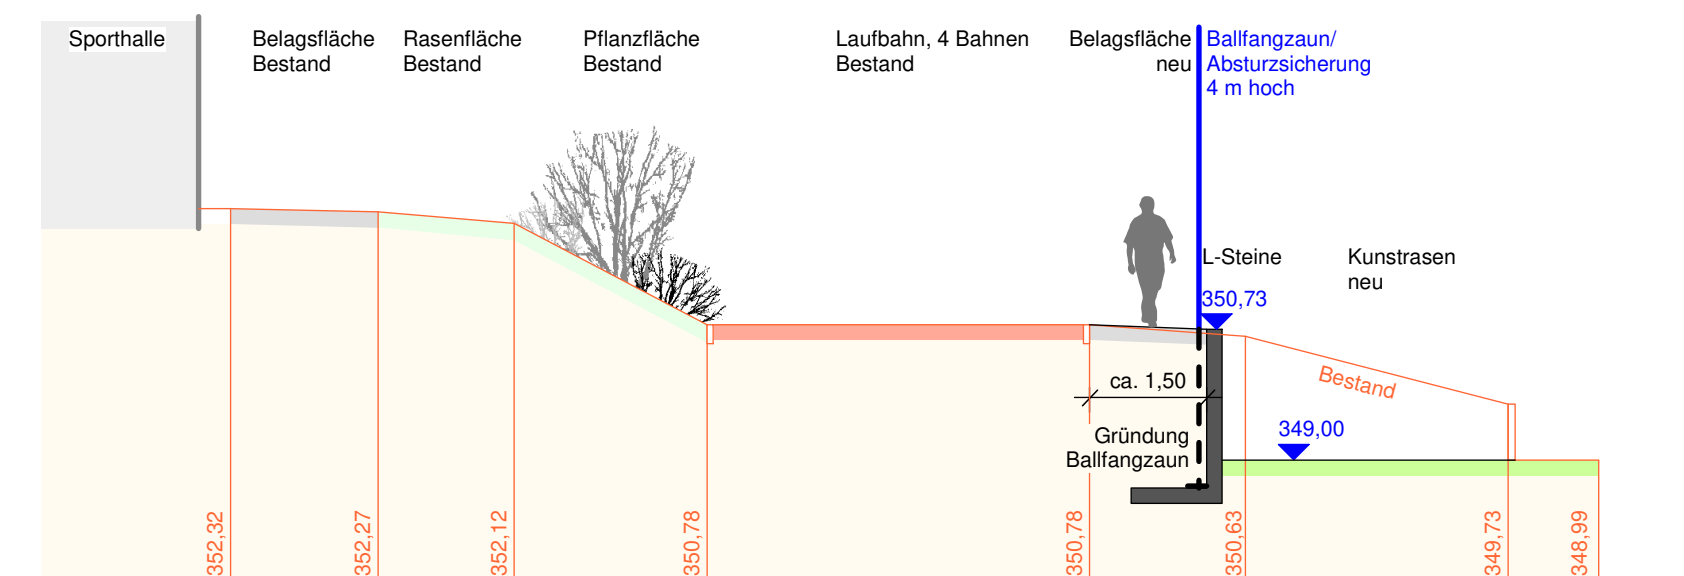 Sporthalle
Belagsfläche
Bestand
Rasenfläche
Bestand
Pflanzfläche
Bestand
Laufbahn, 4 Bahnen
Bestand
Belagsfläche
neu
Ballfangzaun/
Absturzsicherung
4 m hoch
L-Steine
Kunstrasen
neu
350,73
Bestand
ca. 1,50
349,00
Gründung
Ballfangzaun
352,32
352,27
352,12
350,78
350,78
350,63
349,73
348,99